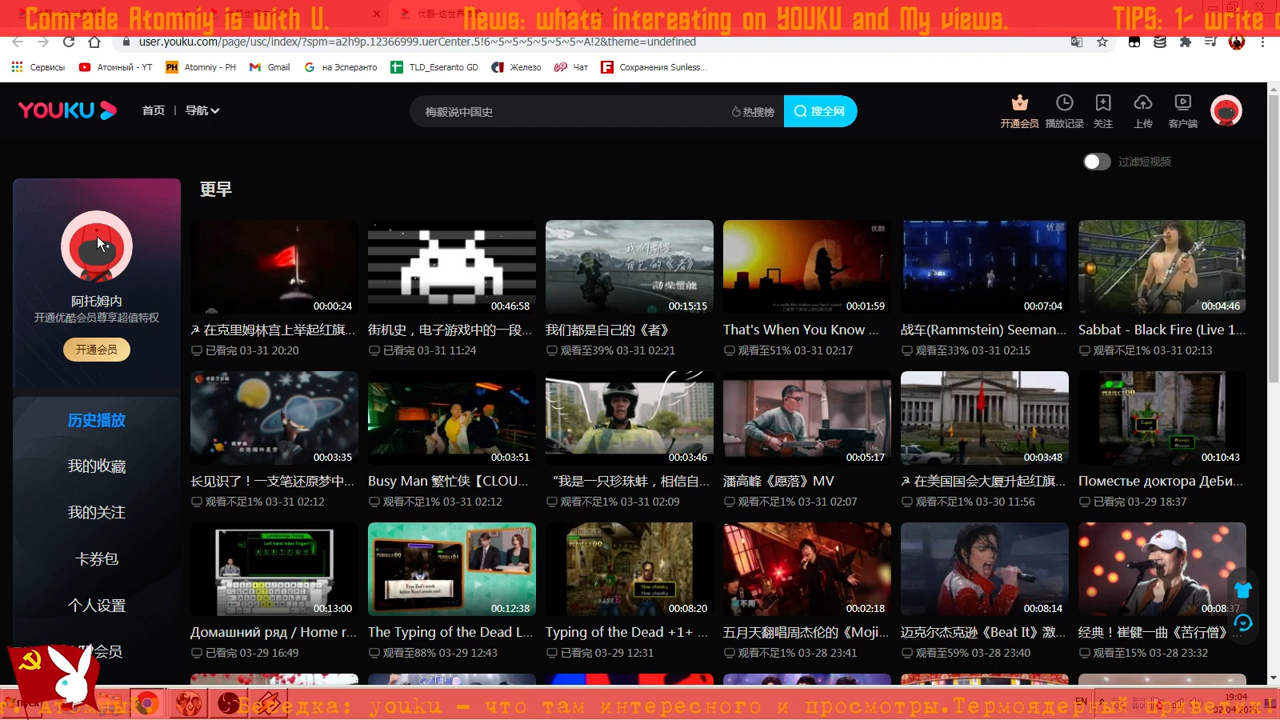 Comrade Atomniy is with U.
News: whats interesting on YOUKU and My views.
TIPS: 1- write
user.youku.com/page/usc/index/?spm=a2h9p.12366999.uerCenter.5!6~5~5~5~5~5~A!2&theme=undefined
Сервисы
Атомный - YT
Atomniy - PH
Gmail
на Эсперанто
TLD_Eseranto GD
Железо
Чат
Сохранения Sunless...
YOUKU
首页
导航
梅毅说中国史
热搜榜
搜全网
开通会员
播放记录
关注
上传
客户端
过滤短视频
阿托姆内
开通优酷会员尊享超值特权
开通会员
历史播放
我的收藏
我的关注
卡券包
个人设置
更早
00:00:24
00:46:58
00:15:15
00:01:59
00:07:04
00:04:46
☭ 在克里姆林宫上举起红旗...
街机史，电子游戏中的一段...
我们都是自己的《者》
That's When You Know ...
战车(Rammstein) Seeman...
Sabbat - Black Fire (Live 1...
已看完 03-31 20:20
已看完 03-31 11:24
观看至39% 03-31 02:21
观看至51% 03-31 02:17
观看至33% 03-31 02:15
观看不足1% 03-31 02:13
00:03:35
00:03:51
00:03:46
00:05:17
00:03:48
00:10:43
长见识了！一支笔还原梦中...
Busy Man 繁忙侠【CLOU...
“我是一只珍珠蚌，相信自...
潘高峰《愿落》MV
☭ 在美国国会大厦升起红旗...
Поместье доктора ДеБи...
观看不足1% 03-31 02:12
观看不足1% 03-31 02:12
观看不足1% 03-31 02:09
观看不足1% 03-31 02:07
观看不足1% 03-30 11:56
已看完 03-29 18:37
00:13:00
00:12:38
00:08:20
00:02:18
00:08:14
00:08:37
Домашний ряд / Home r...
The Typing of the Dead L...
Typing of the Dead +1+ ...
五月天翻唱周杰伦的《Moji...
迈克尔杰克逊《Beat It》激...
经典！崔健一曲《苦行僧》...
已看完 03-29 16:49
观看至88% 03-29 12:43
已看完 03-29 12:31
观看不足1% 03-28 23:41
观看至59% 03-28 23:40
观看至15% 03-28 23:32
EN
19:04
Беседка: youku — что там интересного и просмотры.Термоядерный привет